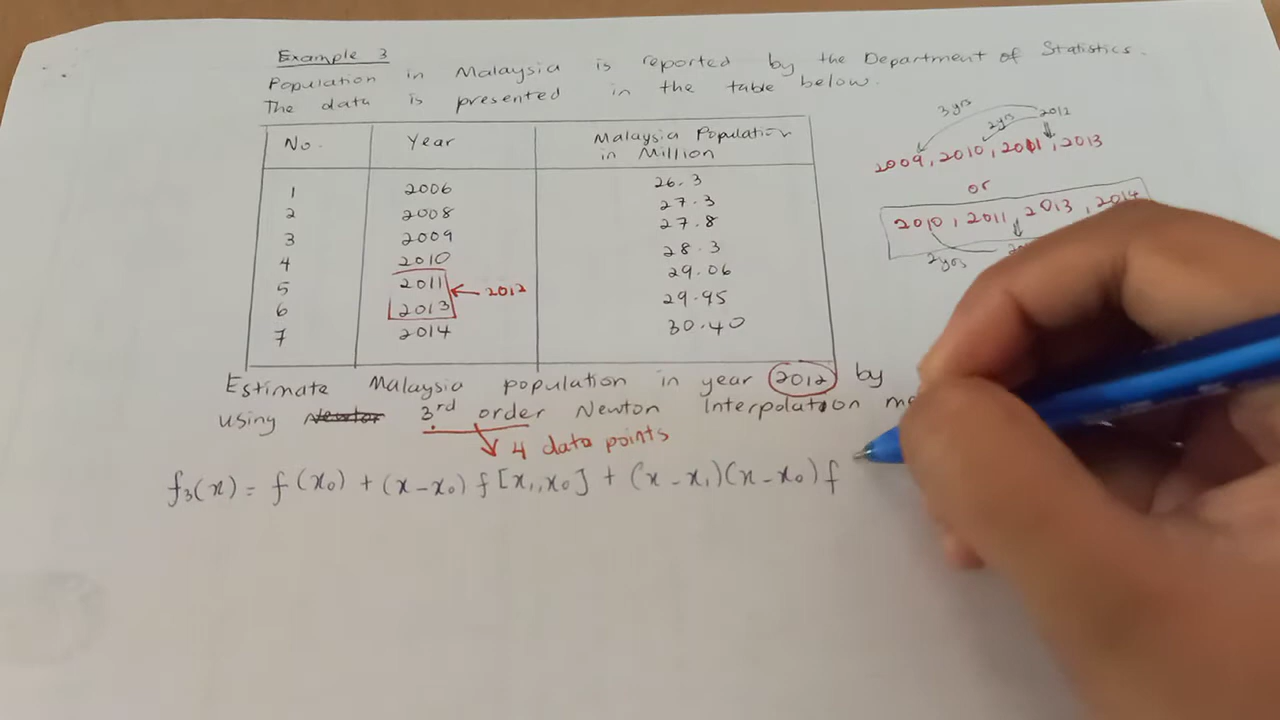 Example 3
Population in Malaysia is reported by the Department of Statistics.
The data is presented in the table below.
No. Year Malaysia Population in Million
1 2006 26.3
2 2008 27.3
3 2009 27.8
4 2010 28.3
5 2011 29.06
6 2013 29.95
7 2014 30.40
← 2012
3yrs 2yrs 2012
2009, 2010, 2011, 2013
or
2010, 2011, 2013, 2014
2yrs
Estimate Malaysia population in year 2012 by
using Newton 3rd order Newton Interpolation
4 data points
f₃(x) = f(x₀) + (x-x₀) f[x₁,x₀] + (x-x₁)(x-x₀) f